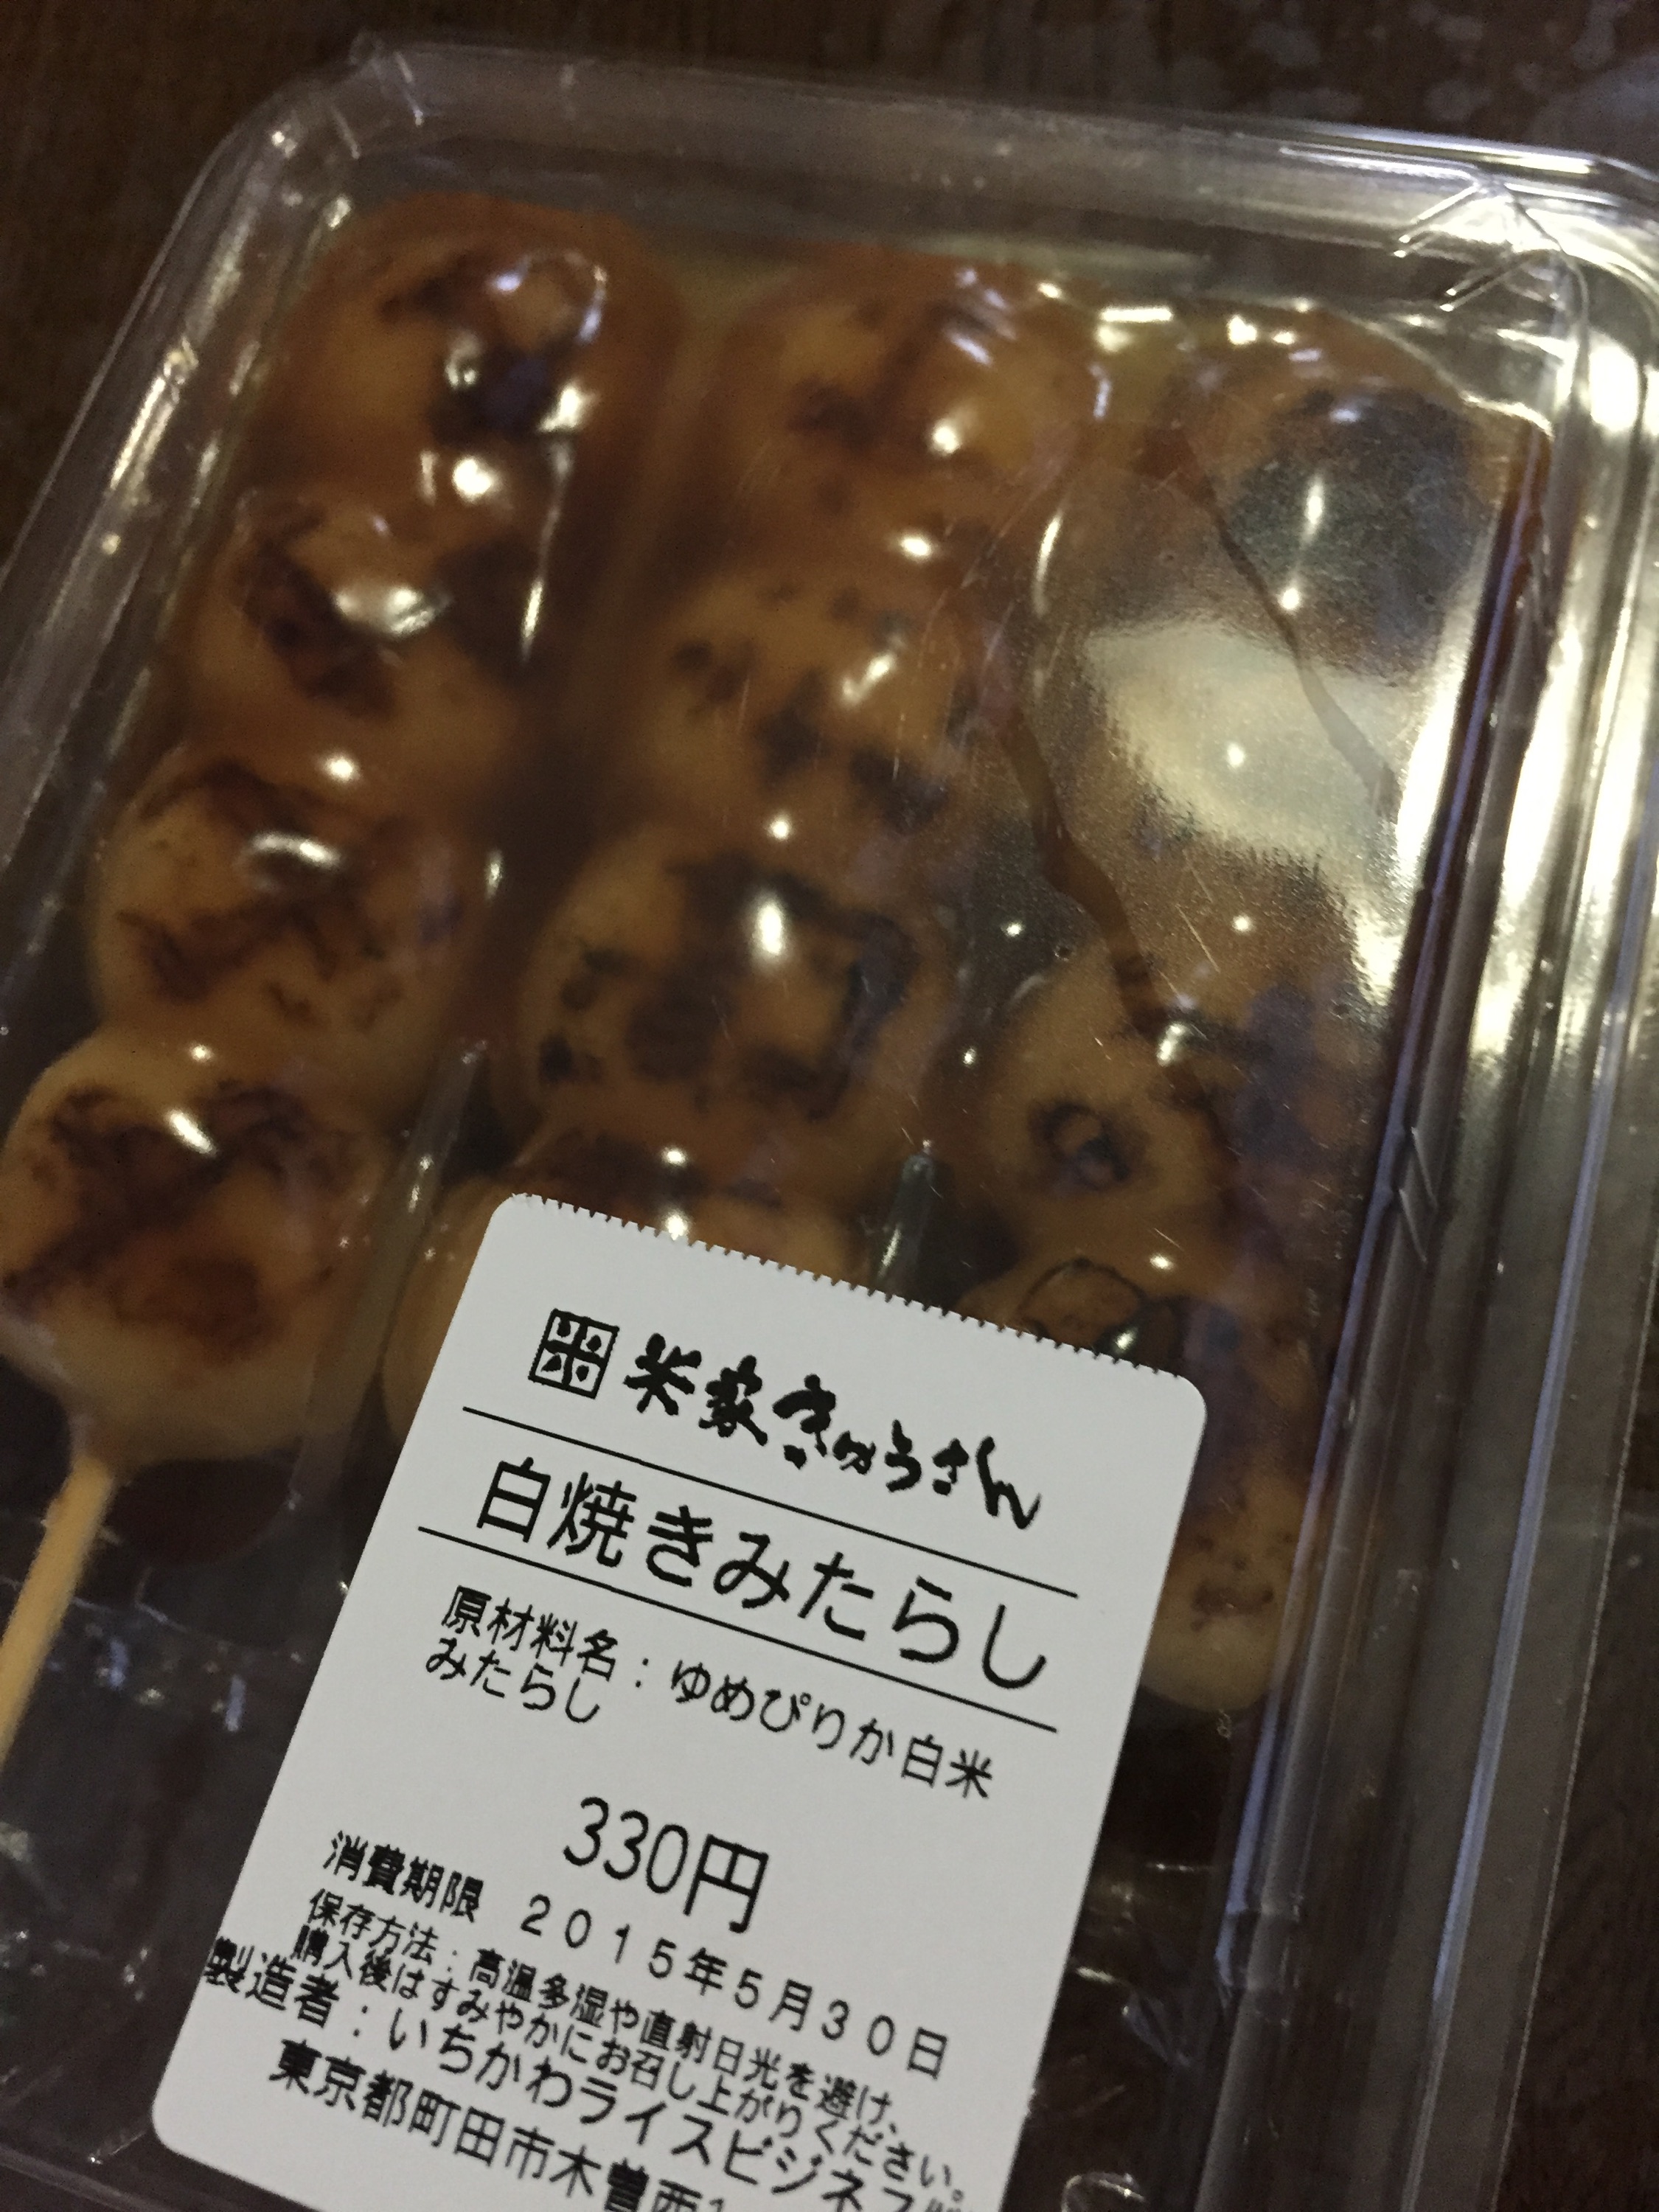 米家きゅうさん
白焼きみたらし
原材料名：ゆめぴりか白米
みたらし
330円
消費期限 2015年5月30日
保存方法：高温多湿や直射日光を避け、
購入後はすみやかにお召し上がりください。
製造者：いちかわライスビジネス
東京都町田市木曽西1